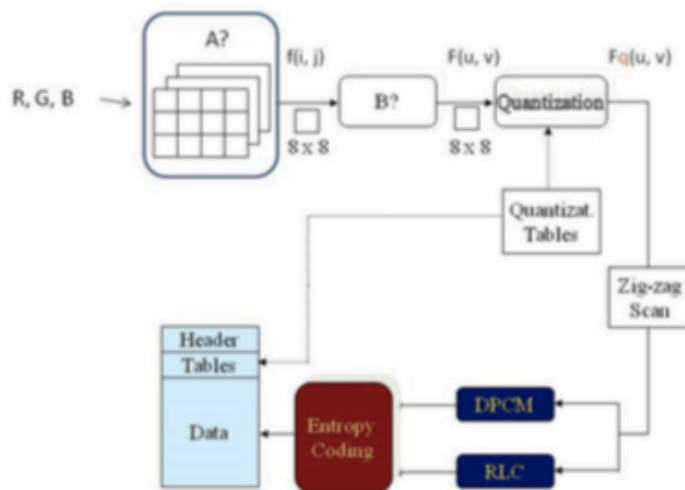 A?
f(i, j)
F(u, v)
Fq(u, v)
R, G, B
B?
Quantization
8 x 8
8 x 8
Quantizat.
Tables
Zig-zag
Scan
Header
Tables
Data
Entropy
Coding
DPCM
RLC